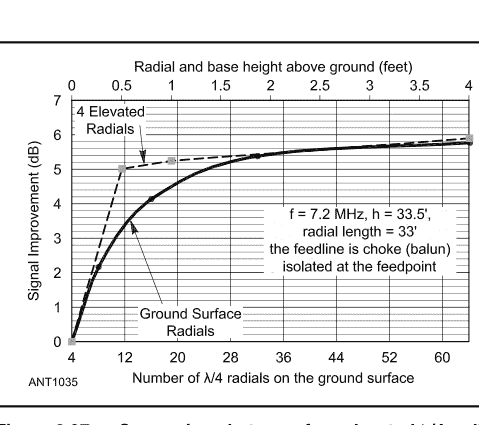 Radial and base height above ground (feet)
0 0.5 1 2 2.5 3 3.5 4
7
4 Elevated
Radials
6
5
4
3
2
1
0
Signal Improvement (dB)
f = 7.2 MHz, h = 33.5',
radial length = 33'
the feedline is choke (balun)
isolated at the feedpoint
Ground Surface
Radials
4 12 20 28 36 44 52 60
ANT1035
Number of λ/4 radials on the ground surface